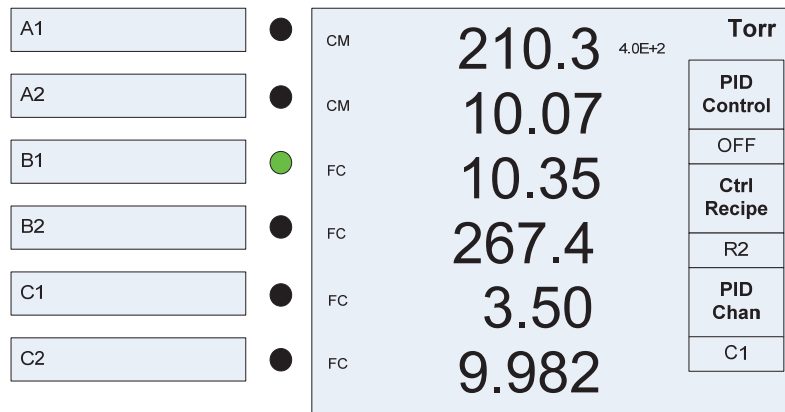 A1
A2
B1
B2
C1
C2
CM 210.3 4.0E+2
CM 10.07
FC 10.35
FC 267.4
FC 3.50
FC 9.982
Torr
PID
Control
OFF
Ctrl
Recipe
R2
PID
Chan
C1